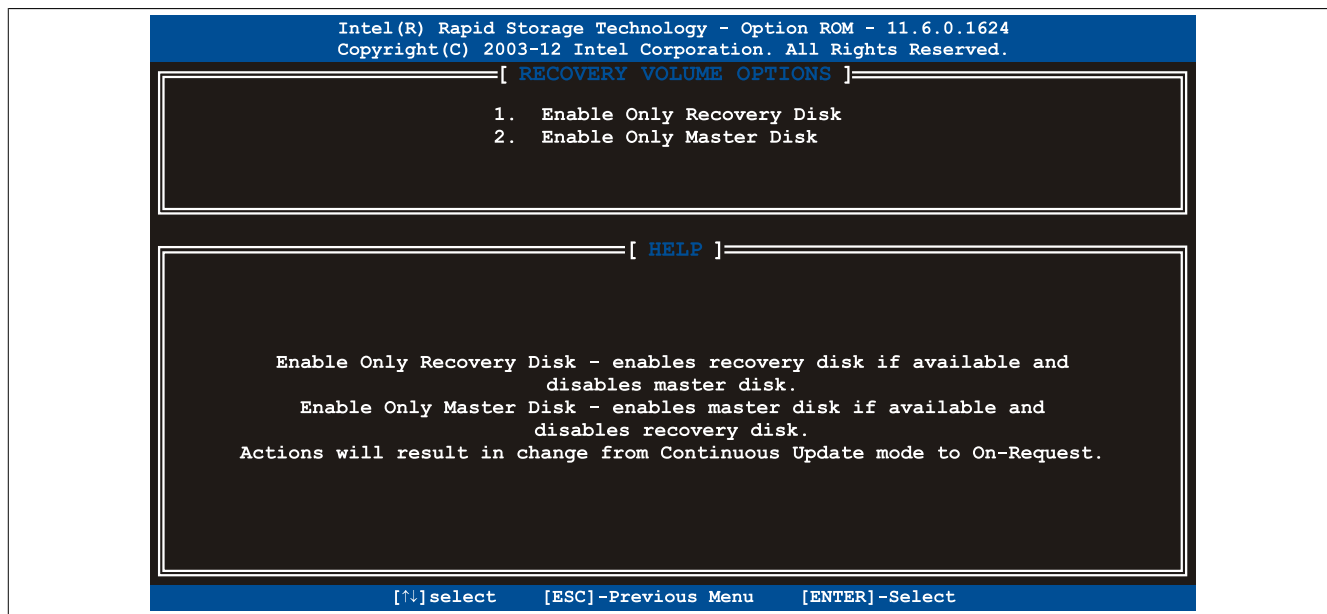 Intel(R) Rapid Storage Technology - Option ROM - 11.6.0.1624
Copyright(C) 2003-12 Intel Corporation. All Rights Reserved.
[ RECOVERY VOLUME OPTIONS ]
1. Enable Only Recovery Disk
2. Enable Only Master Disk
[ HELP ]
Enable Only Recovery Disk - enables recovery disk if available and
disables master disk.
Enable Only Master Disk - enables master disk if available and
disables recovery disk.
Actions will result in change from Continuous Update mode to On-Request.
[↑↓]select [ESC]-Previous Menu [ENTER]-Select